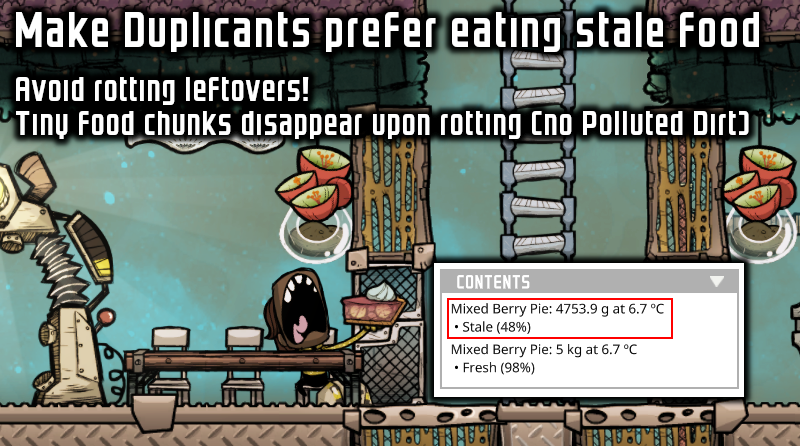 Make Duplicants prefer eating stale food
Avoid rotting leftovers!
Tiny food chunks disappear upon rotting (no Polluted Dirt)
CONTENTS
Mixed Berry Pie: 4753.9 g at 6.7 ºC
• Stale (48%)
Mixed Berry Pie: 5 kg at 6.7 ºC
• Fresh (98%)